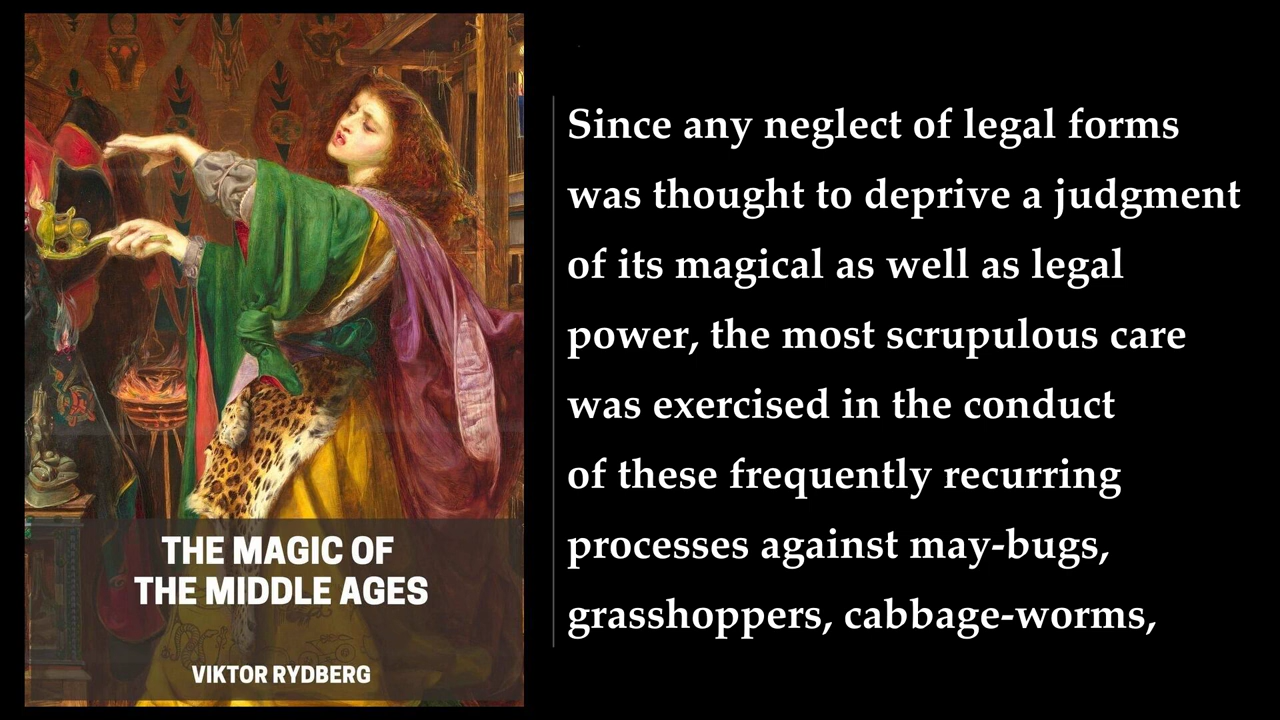 THE MAGIC OF
THE MIDDLE AGES
VIKTOR RYDBERG
Since any neglect of legal forms
was thought to deprive a judgment
of its magical as well as legal
power, the most scrupulous care
was exercised in the conduct
of these frequently recurring
processes against may-bugs,
grasshoppers, cabbage-worms,